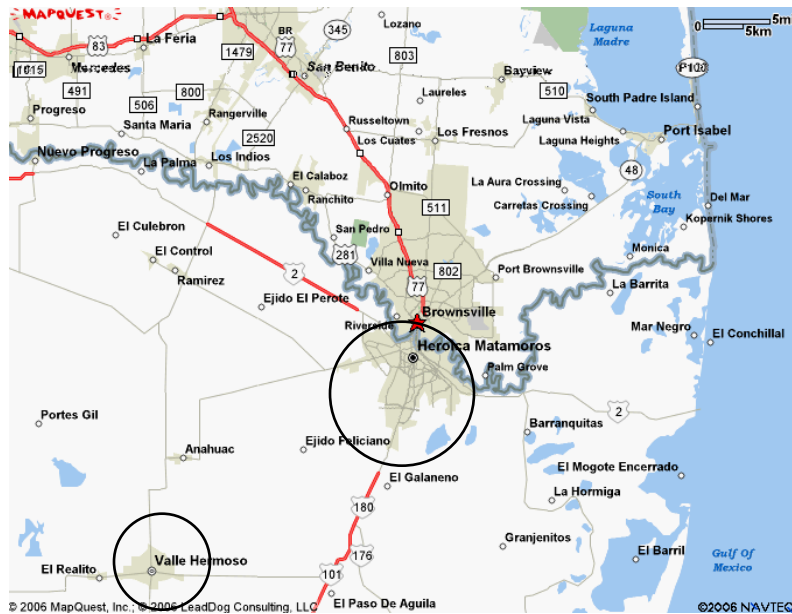 MAPQUEST
5m
0
5km
BR
345
Lozano
Laguna
Madre
83
La Feria
1479
77
803
Mercedes
San Benito
Bayview
P100
1015
491
800
Laureles
510
South Padre Island
506
Progreso
Rangerville
Santa Maria
Russeltown
Laguna Vista
Port Isabel
2520
Los Cuates
Los Fresnos
Laguna Heights
Nuevo Progreso
La Palma
Los Indios
48
El Calaboz
Olmito
La Aura Crossing
South
Bay
Ranchito
Carretas Crossing
Del Mar
511
Kopernik Shores
El Culebron
San Pedro
El Control
281
Monica
Villa Nueva
802
Port Brownsville
Ramirez
2
77
La Barrita
Ejido El Perote
Brownsville
Riverside
Mar Negro
El Conchillal
Heroica Matamoros
Palm Grove
Portes Gil
2
Barranquitas
Anahuac
Ejido Feliciano
El Mogote Encerrado
El Galaneno
La Hormiga
180
Granjenitos
176
El Barril
Gulf Of
Mexico
Valle Hermoso
El Realito
101
El Paso De Aguila
© 2006 MapQuest, Inc.; © 2006 LeadDog Consulting, LLC
©2006 NAVTEQ